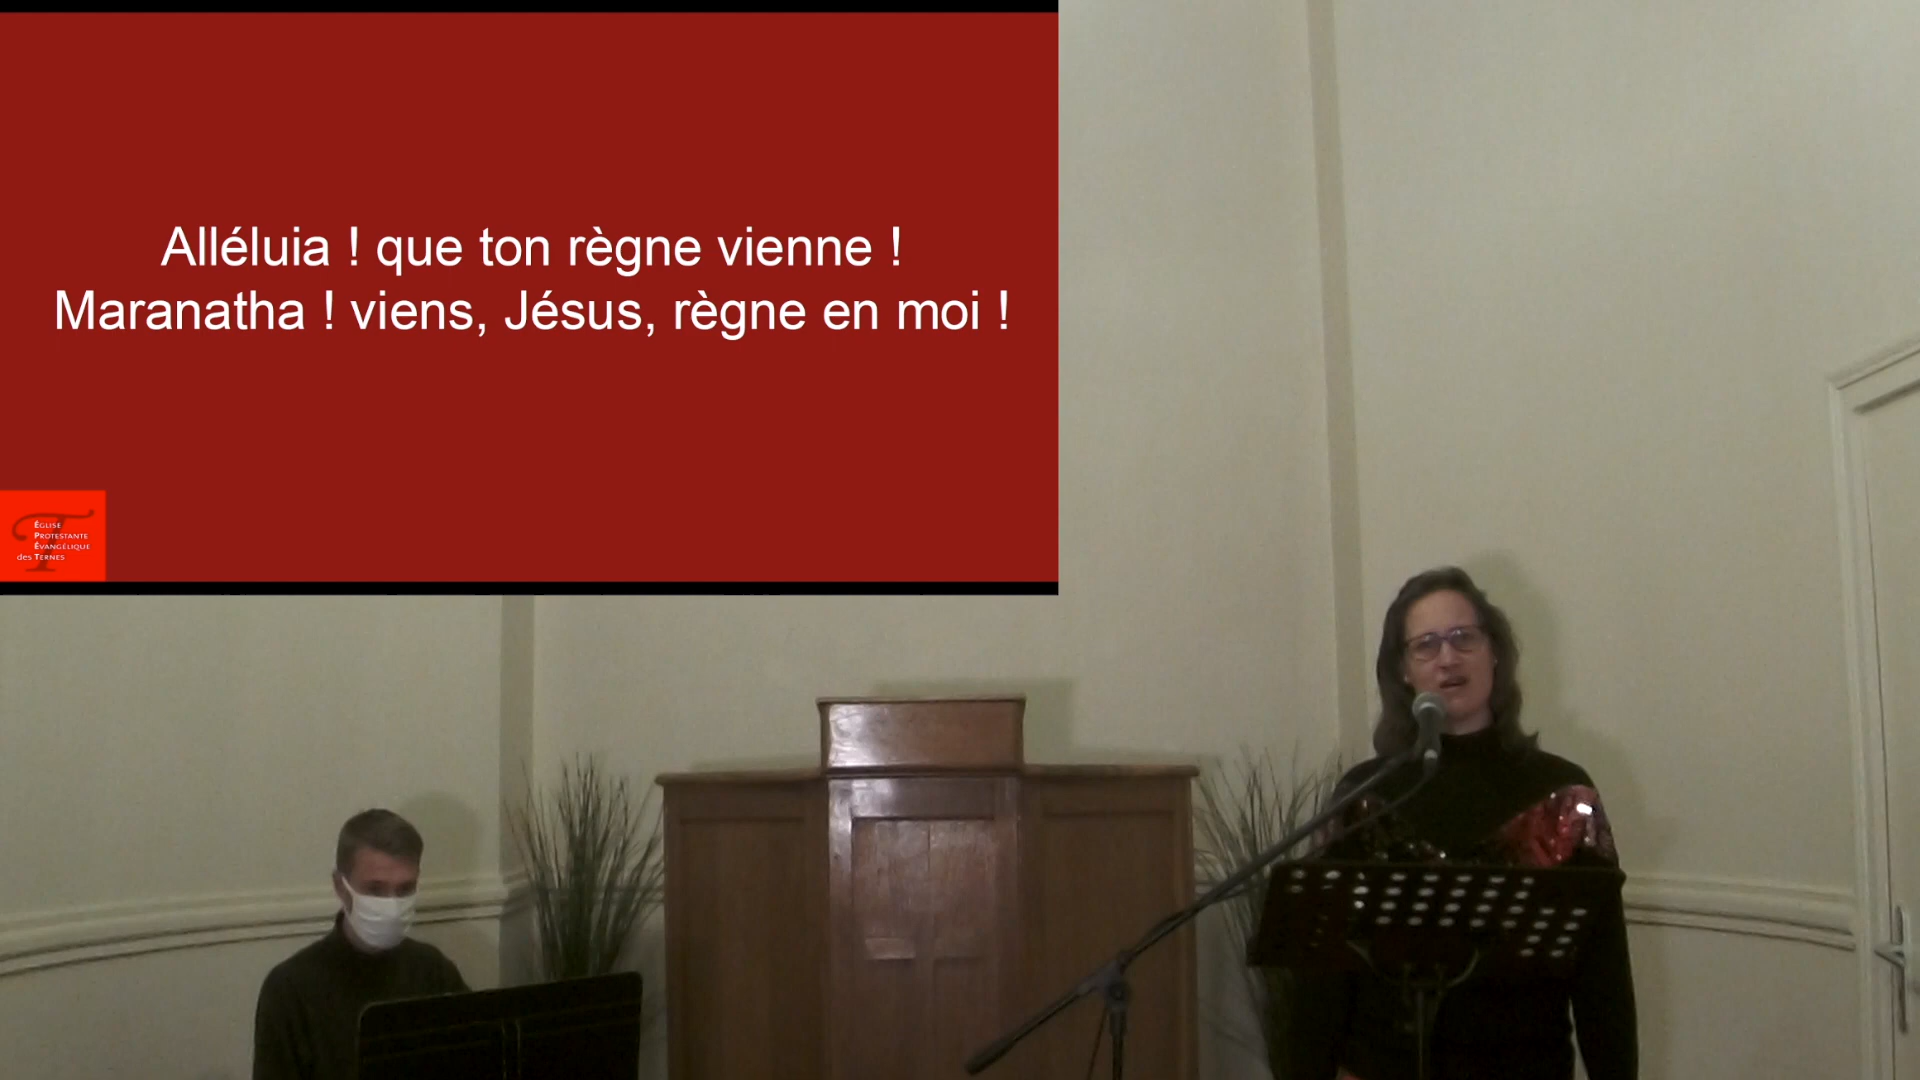 Alléluia ! que ton règne vienne !
Maranatha ! viens, Jésus, règne en moi !
ÉGLISE
PROTESTANTE
ÉVANGÉLIQUE
des TERNES